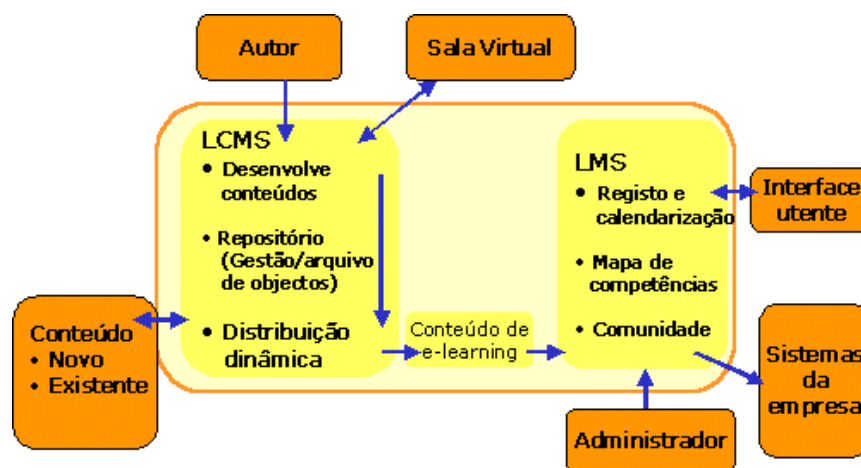 Autor
Sala Virtual
LCMS
• Desenvolve
conteúdos
• Repositório
(Gestão/arquivo
de objectos)
• Distribuição
dinâmica
Conteúdo de
e-learning
LMS
• Registo e
calendarização
• Mapa de
competências
• Comunidade
Interface
utente
Conteúdo
• Novo
• Existente
Administrador
Sistemas
da
empresa